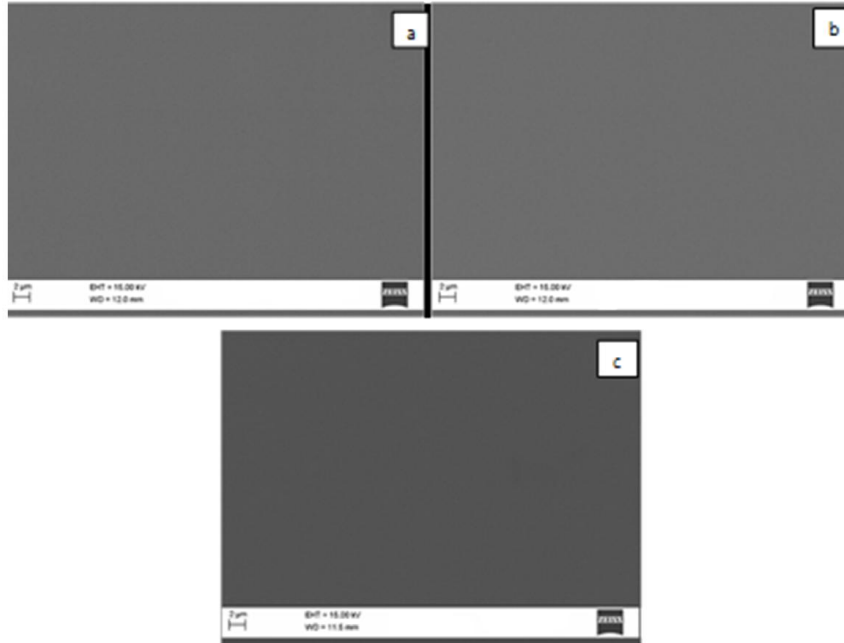 a
b
2 µm
EHT = 15.00 kV
WD = 12.0 mm
ZEISS
2 µm
EHT = 15.00 kV
WD = 12.0 mm
ZEISS
c
2 µm
EHT = 15.00 kV
WD = 11.5 mm
ZEISS